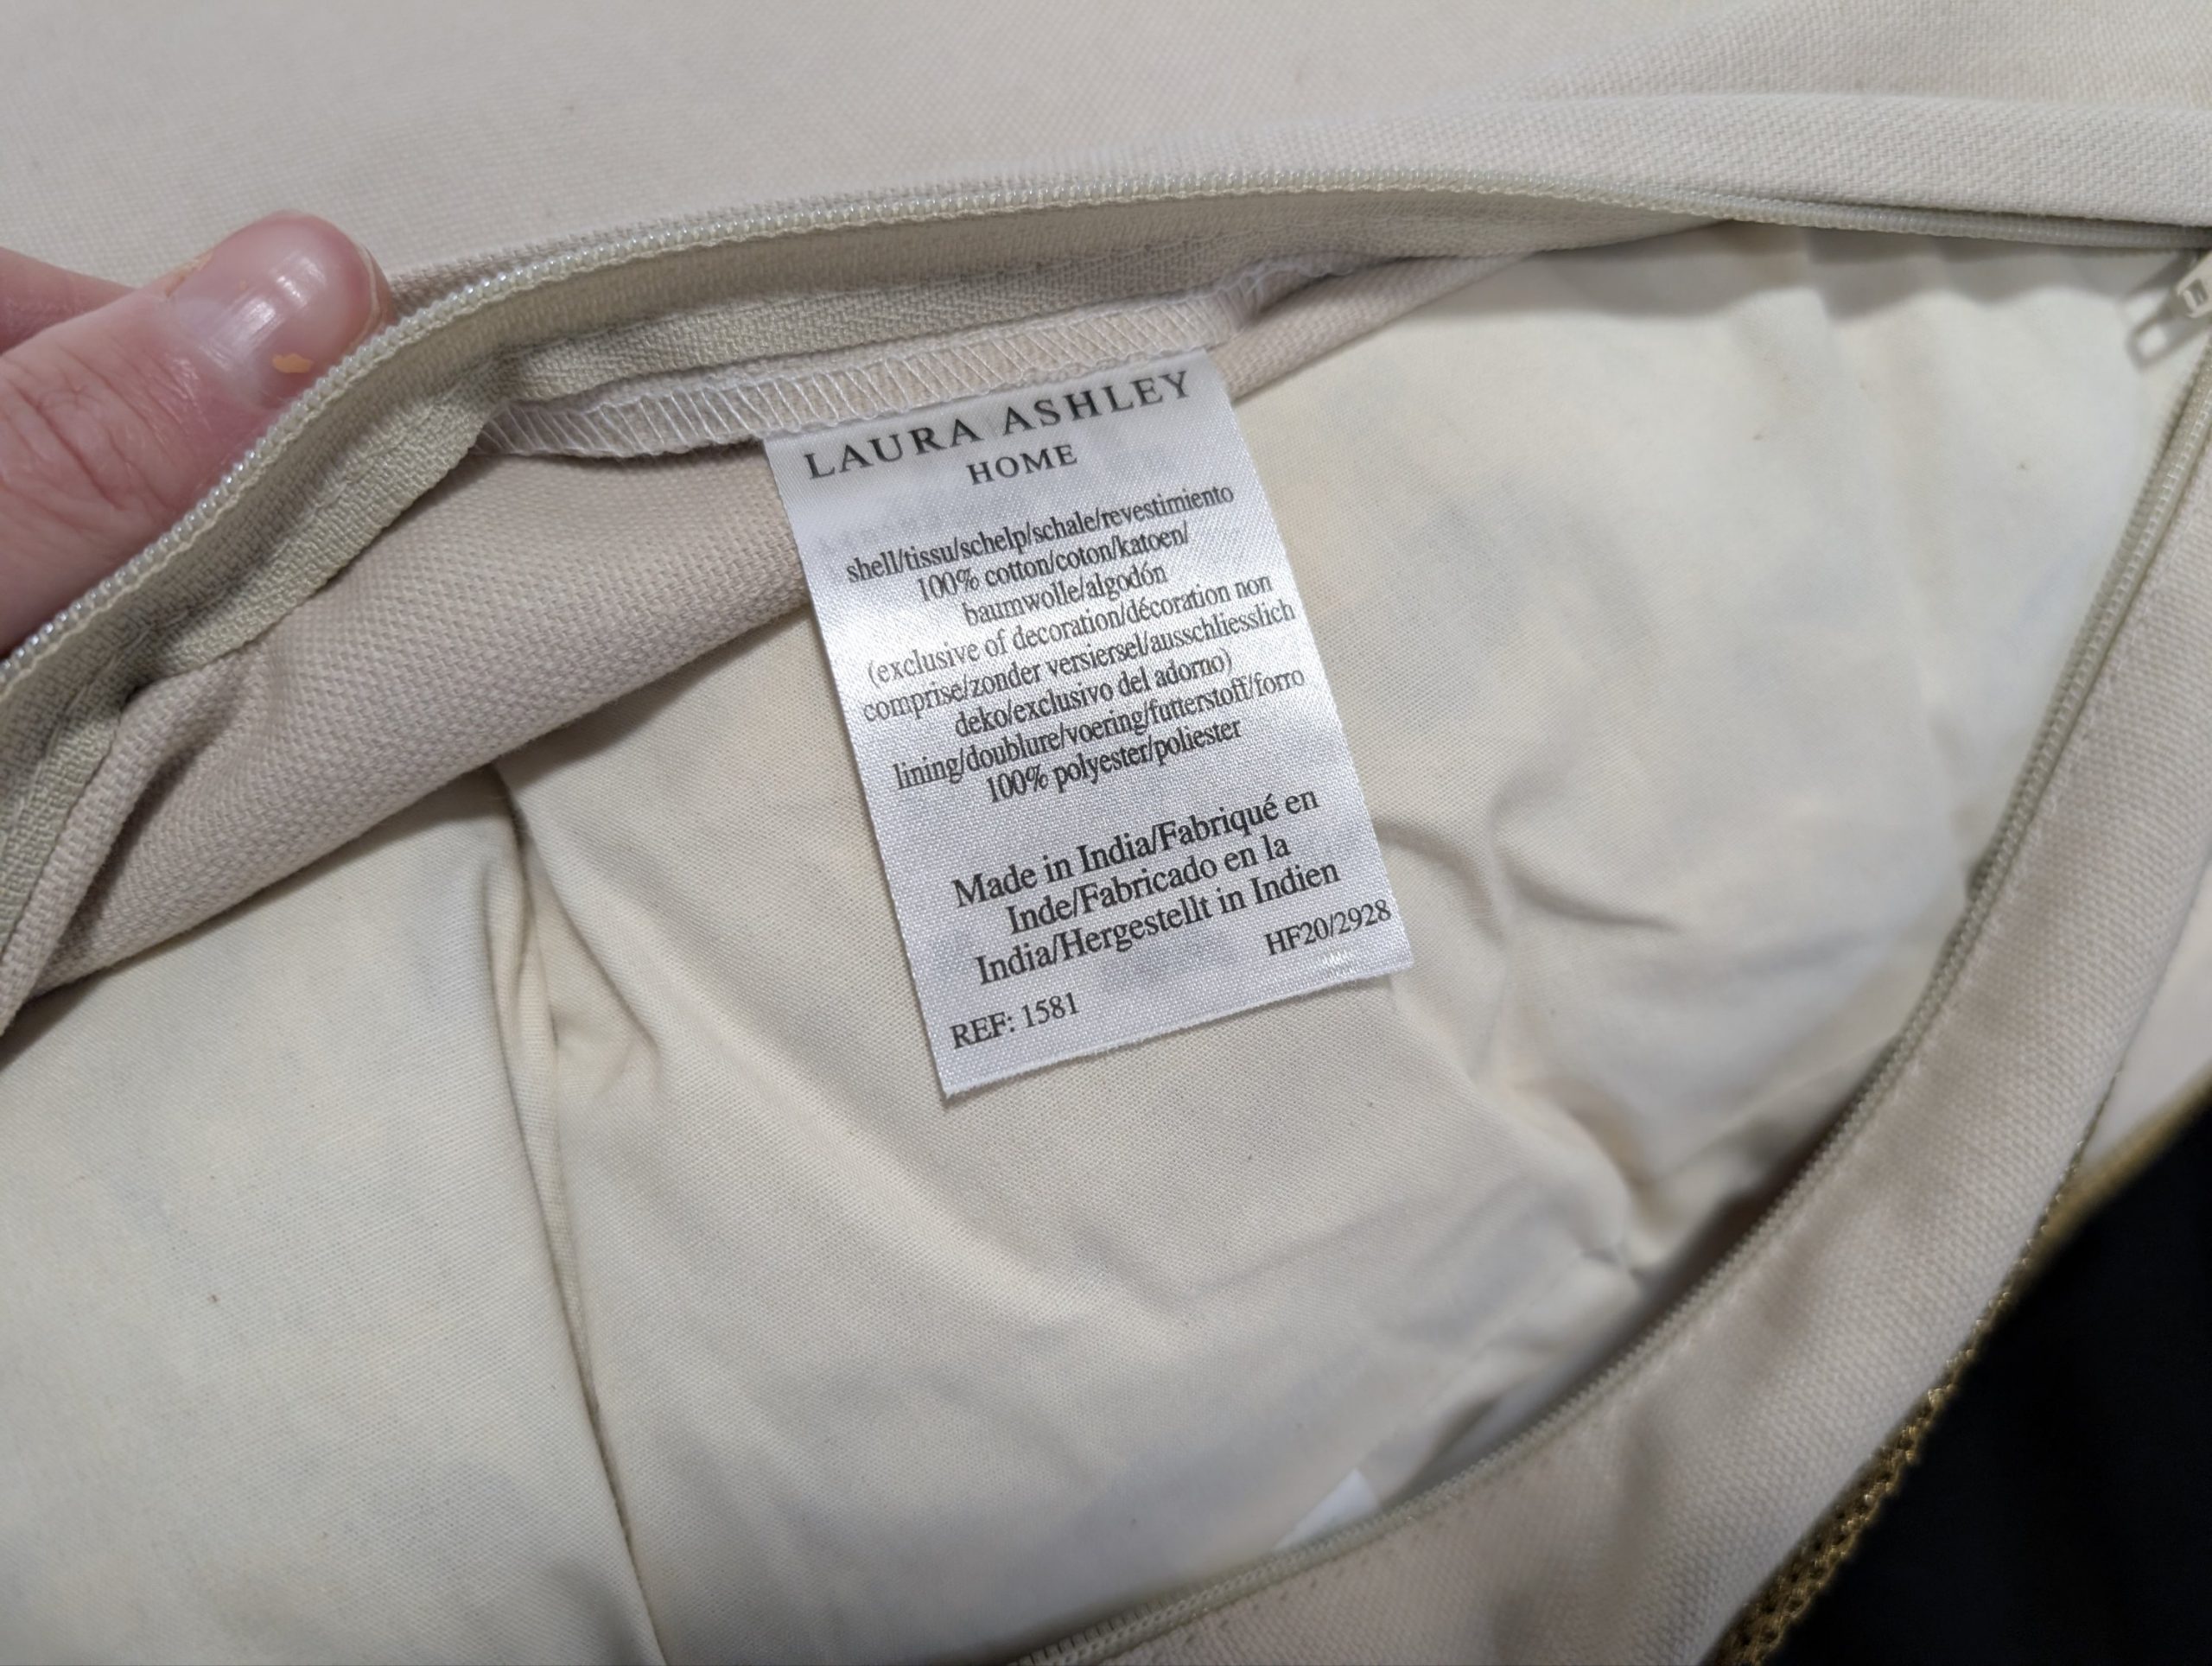 LAURA ASHLEY
HOME
shell/tissu/schelp/schale/revestimiento
100% cotton/coton/katoen/
baumwolle/algodón
(exclusive of decoration/décoration non
comprise/zonder versiersel/ausschliesslich
deko/exclusivo del adorno)
lining/doublure/voering/futterstoff/forro
100% polyester/poliester
Made in India/Fabriqué en
Inde/Fabricado en la
India/Hergestellt in Indien
HF20/2928
REF: 1581